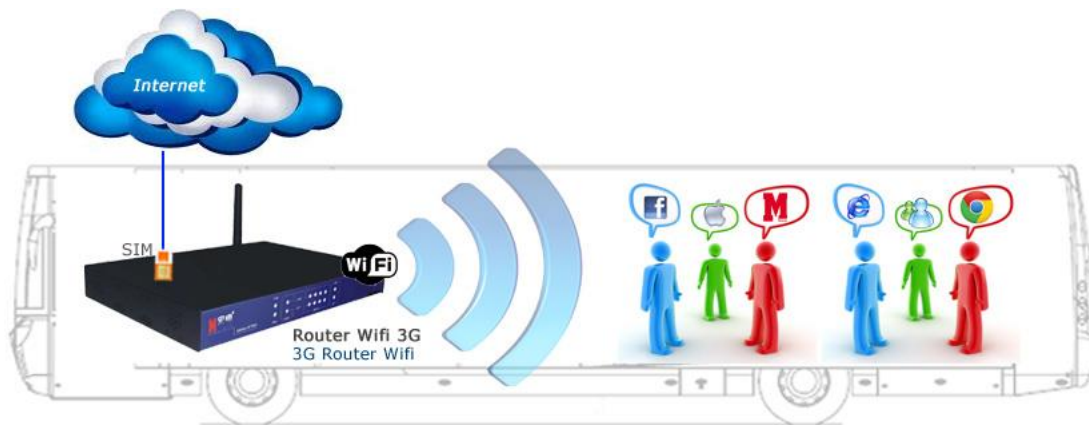 Internet
SIM
WiFi
Router Wifi 3G
3G Router Wifi
f
M
e